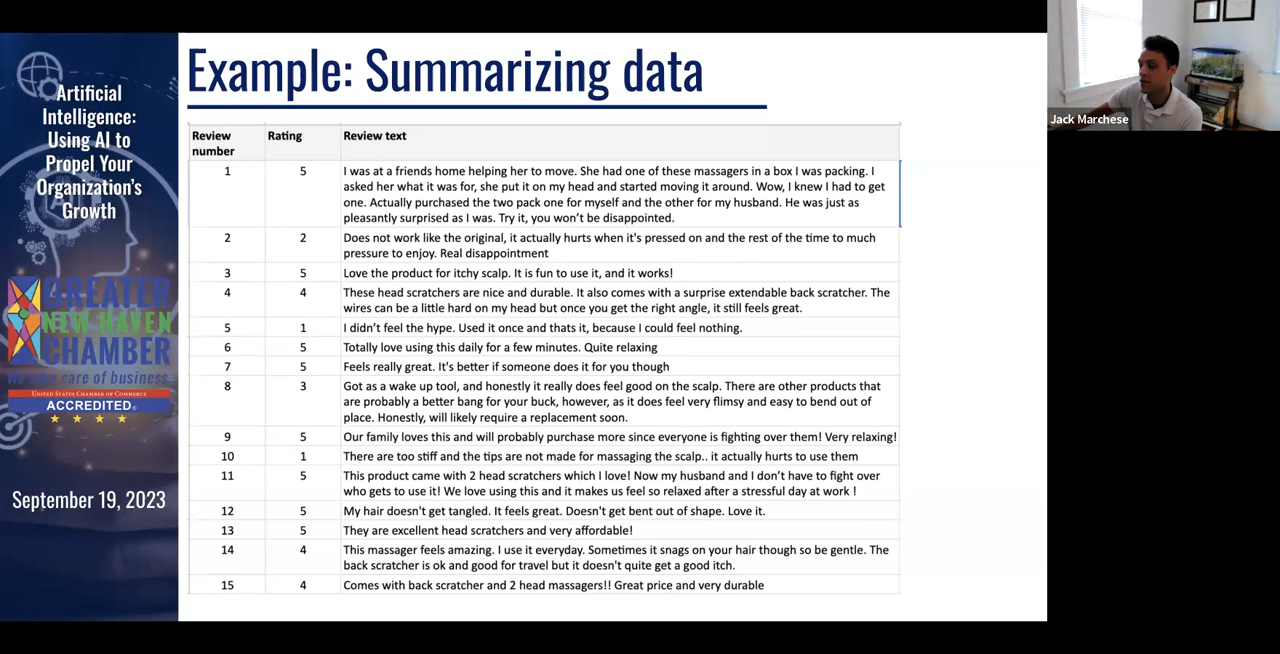 Example: Summarizing data
Artificial
Intelligence:
Using AI to
Propel Your
Organization's
Growth
GREATER
NEW HAVEN
CHAMBER
We take care of business.
UNITED STATES CHAMBER OF COMMERCE
ACCREDITED
September 19, 2023
Jack Marchese
Review number Rating Review text
1 5 I was at a friends home helping her to move. She had one of these massagers in a box I was packing. I
asked her what it was for, she put it on my head and started moving it around. Wow, I knew I had to get
one. Actually purchased the two pack one for myself and the other for my husband. He was just as
pleasantly surprised as I was. Try it, you won't be disappointed.
2 2 Does not work like the original, it actually hurts when it's pressed on and the rest of the time to much
pressure to enjoy. Real disappointment
3 5 Love the product for itchy scalp. It is fun to use it, and it works!
4 4 These head scratchers are nice and durable. It also comes with a surprise extendable back scratcher. The
wires can be a little hard on my head but once you get the right angle, it still feels great.
5 1 I didn't feel the hype. Used it once and thats it, because I could feel nothing.
6 5 Totally love using this daily for a few minutes. Quite relaxing
7 5 Feels really great. It's better if someone does it for you though
8 3 Got as a wake up tool, and honestly it really does feel good on the scalp. There are other products that
are probably a better bang for your buck, however, as it does feel very flimsy and easy to bend out of
place. Honestly, will likely require a replacement soon.
9 5 Our family loves this and will probably purchase more since everyone is fighting over them! Very relaxing!
10 1 There are too stiff and the tips are not made for massaging the scalp.. it actually hurts to use them
11 5 This product came with 2 head scratchers which I love! Now my husband and I don't have to fight over
who gets to use it! We love using this and it makes us feel so relaxed after a stressful day at work !
12 5 My hair doesn't get tangled. It feels great. Doesn't get bent out of shape. Love it.
13 5 They are excellent head scratchers and very affordable!
14 4 This massager feels amazing. I use it everyday. Sometimes it snags on your hair though so be gentle. The
back scratcher is ok and good for travel but it doesn't quite get a good itch.
15 4 Comes with back scratcher and 2 head massagers!! Great price and very durable